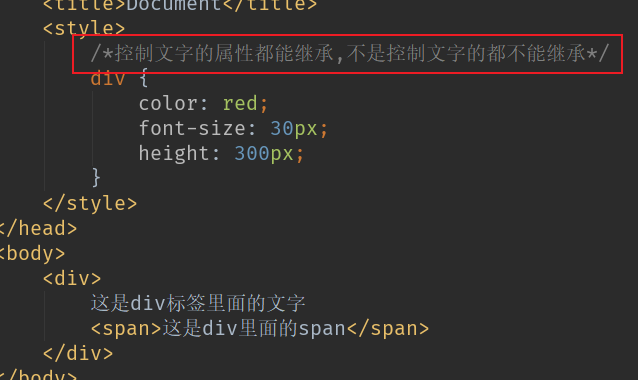 <title>Document</title>
<style>
/*控制文字的属性都能继承,不是控制文字的都不能继承*/
div {
color: red;
font-size: 30px;
height: 300px;
}
</style>
</head>
<body>
<div>
这是div标签里面的文字
<span>这是div里面的span</span>
</div>
</body>